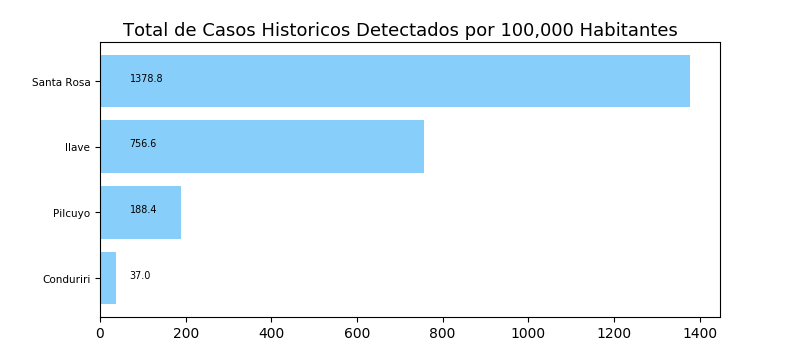 Total de Casos Historicos Detectados por 100,000 Habitantes
Santa Rosa 1378.8
Ilave 756.6
Pilcuyo 188.4
Conduriri 37.0
0 200 400 600 800 1000 1200 1400